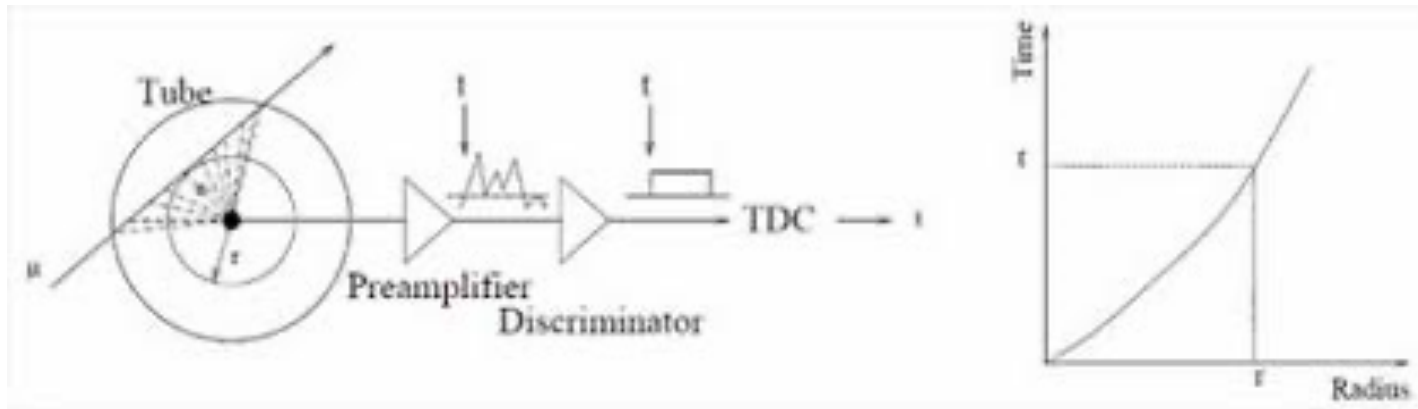 Tube
μ
r
t
t
Preamplifier
Discriminator
TDC
t
Time
t
r
Radius